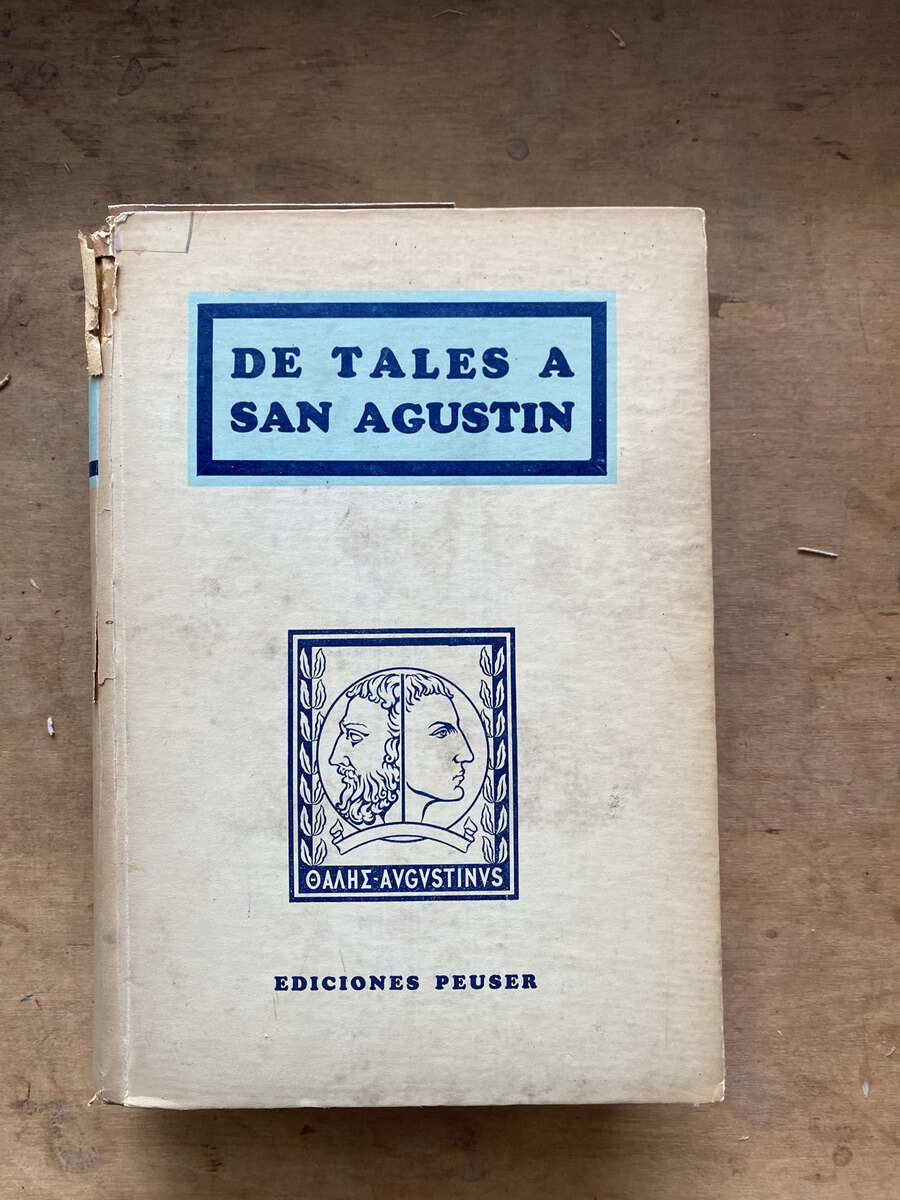 DE TALES A
SAN AGUSTIN
ΘΑΛΗΣ-AVGVSTINVS
EDICIONES PEUSER